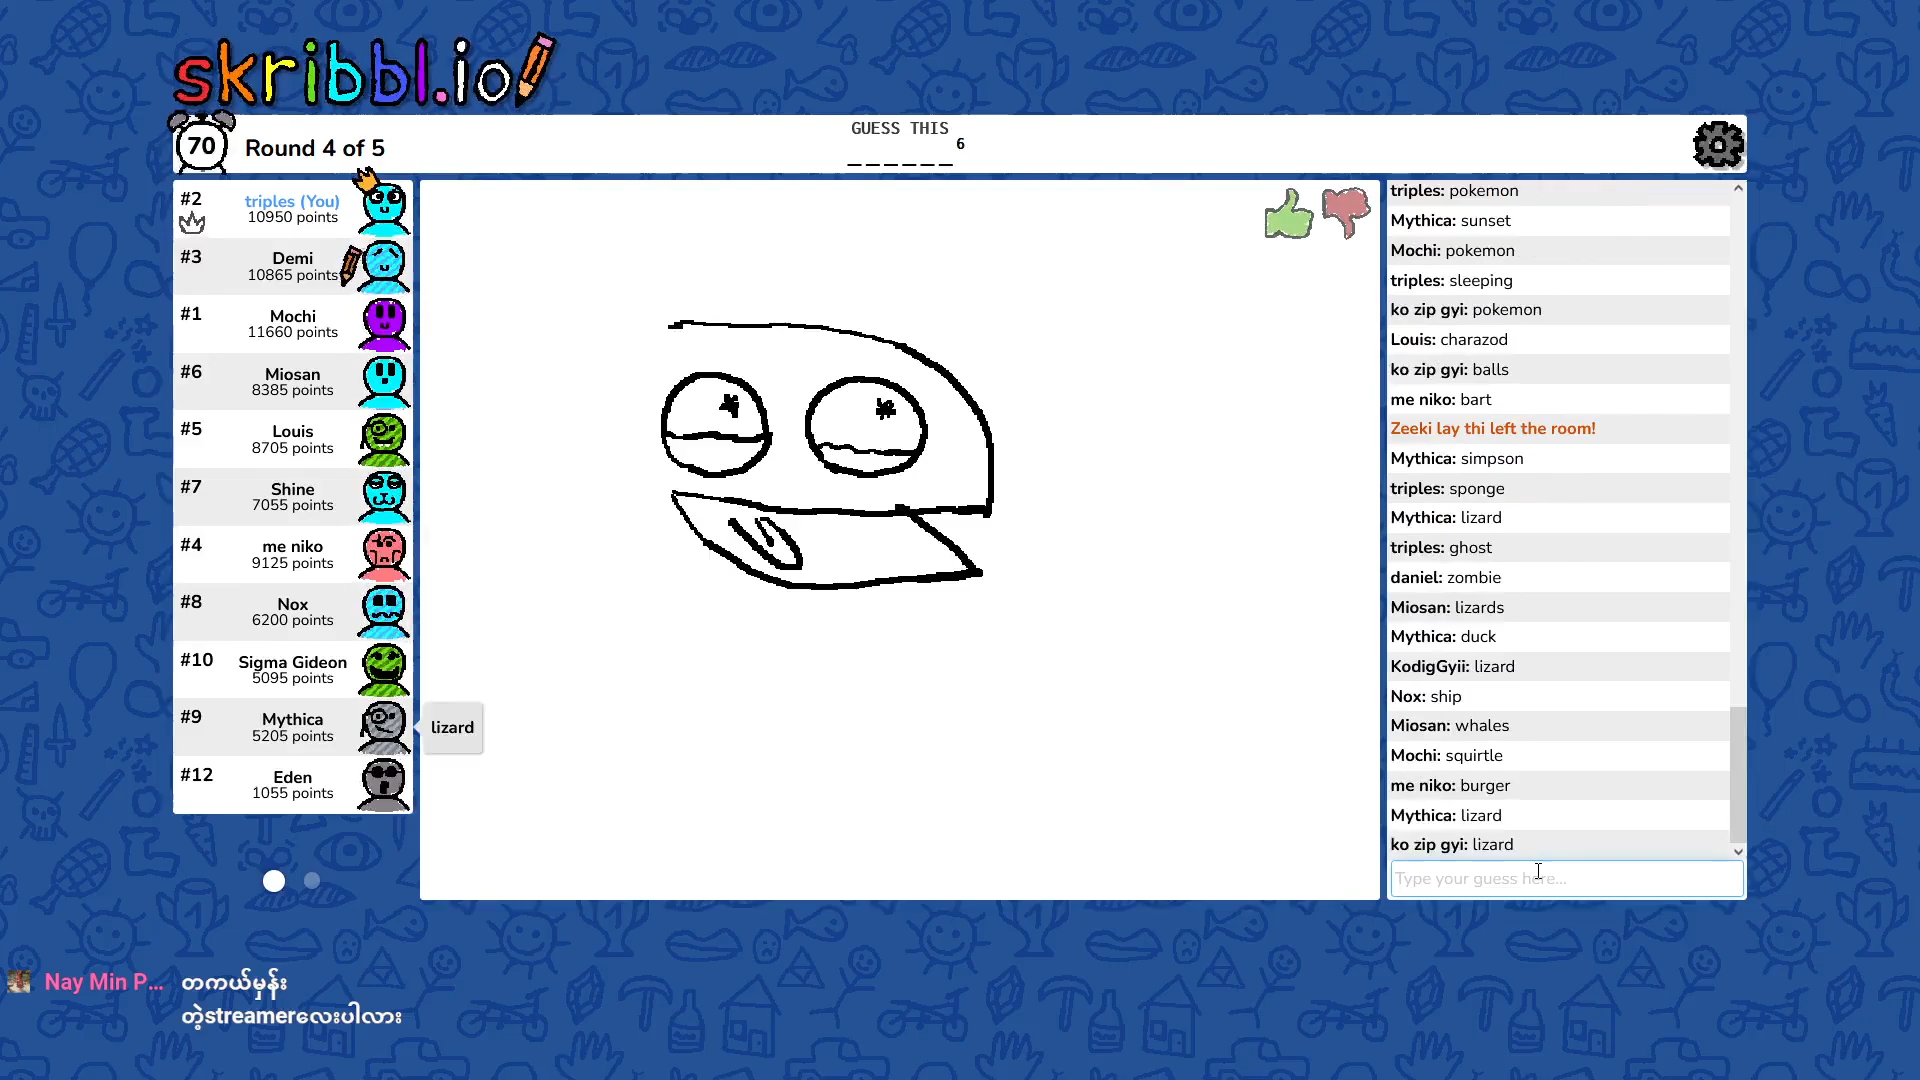 skribbl.io
70
Round 4 of 5
GUESS THIS
______ 6
#2 triples (You)
10950 points
#3 Demi
10865 points
#1 Mochi
11660 points
#6 Miosan
8385 points
#5 Louis
8705 points
#7 Shine
7055 points
#4 me niko
9125 points
#8 Nox
6200 points
#10 Sigma Gideon
5095 points
#9 Mythica
5205 points
#12 Eden
1055 points
lizard
triples: pokemon
Mythica: sunset
Mochi: pokemon
triples: sleeping
ko zip gyi: pokemon
Louis: charazod
ko zip gyi: balls
me niko: bart
Zeeki lay thi left the room!
Mythica: simpson
triples: sponge
Mythica: lizard
triples: ghost
daniel: zombie
Miosan: lizards
Mythica: duck
KodigGyii: lizard
Nox: ship
Miosan: whales
Mochi: squirtle
me niko: burger
Mythica: lizard
ko zip gyi: lizard
Type your guess here...
Nay Min P... တကယ်မှန်း
တဲ့streamerလေးပါလား